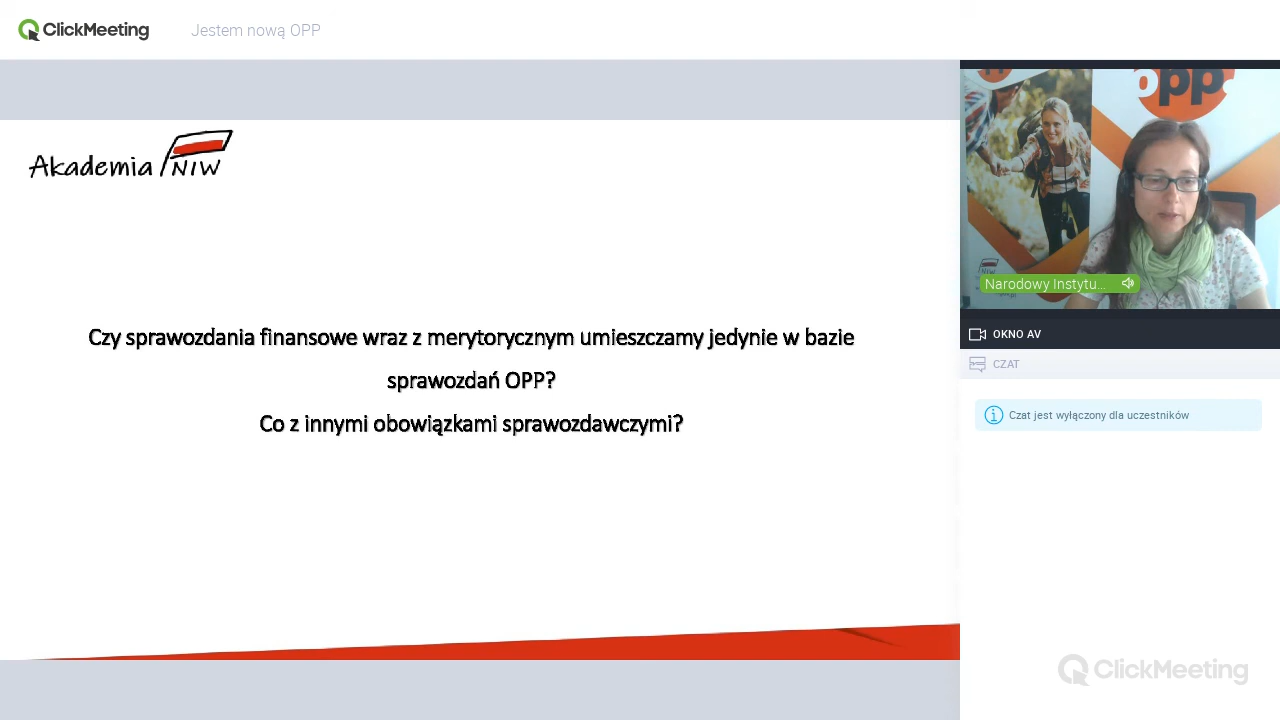 ClickMeeting
Jestem nową OPP
Akademia NIW
opp
Narodowy Instytu...
OKNO AV
CZAT
Czat jest wyłączony dla uczestników
Czy sprawozdania finansowe wraz z merytorycznym umieszczamy jedynie w bazie
sprawozdań OPP?
Co z innymi obowiązkami sprawozdawczymi?
ClickMeeting